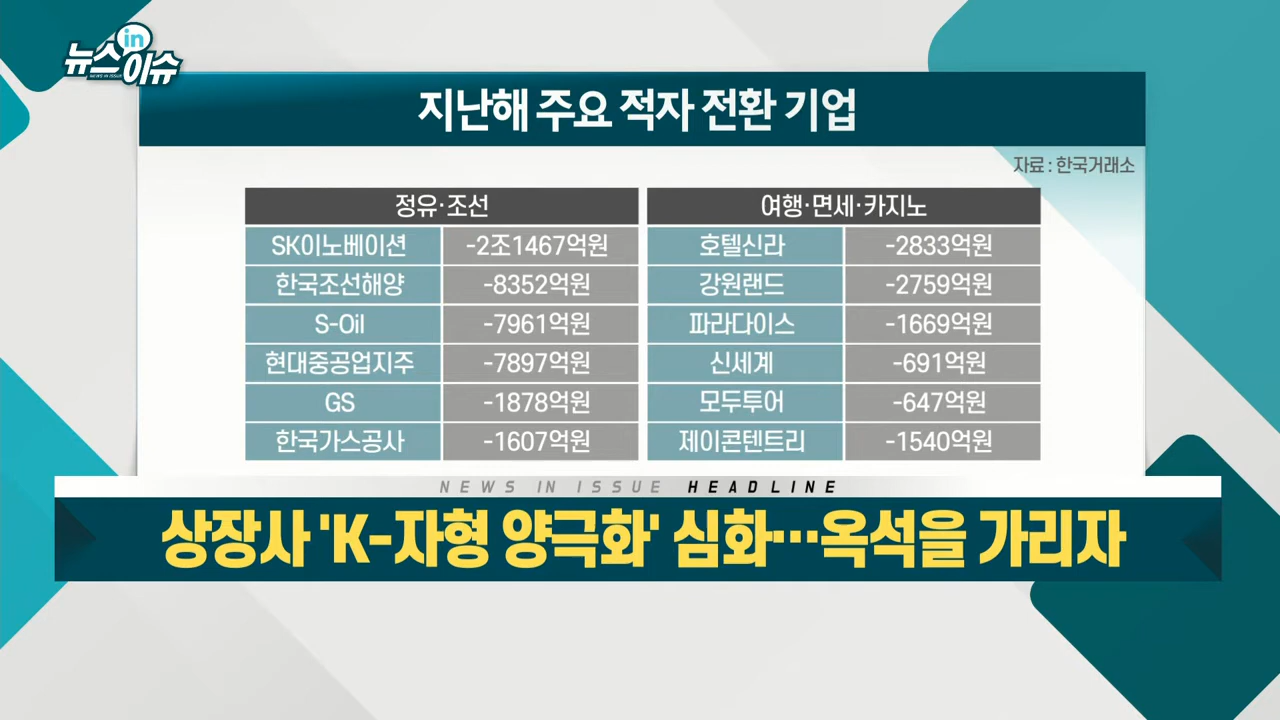 뉴스in이슈
NEWS IN ISSUE
지난해 주요 적자 전환 기업
자료 : 한국거래소
정유·조선
SK이노베이션 -2조1467억원
한국조선해양 -8352억원
S-Oil -7961억원
현대중공업지주 -7897억원
GS -1878억원
한국가스공사 -1607억원
여행·면세·카지노
호텔신라 -2833억원
강원랜드 -2759억원
파라다이스 -1669억원
신세계 -691억원
모두투어 -647억원
제이콘텐트리 -1540억원
NEWS IN ISSUE HEADLINE
상장사 'K-자형 양극화' 심화…옥석을 가리자